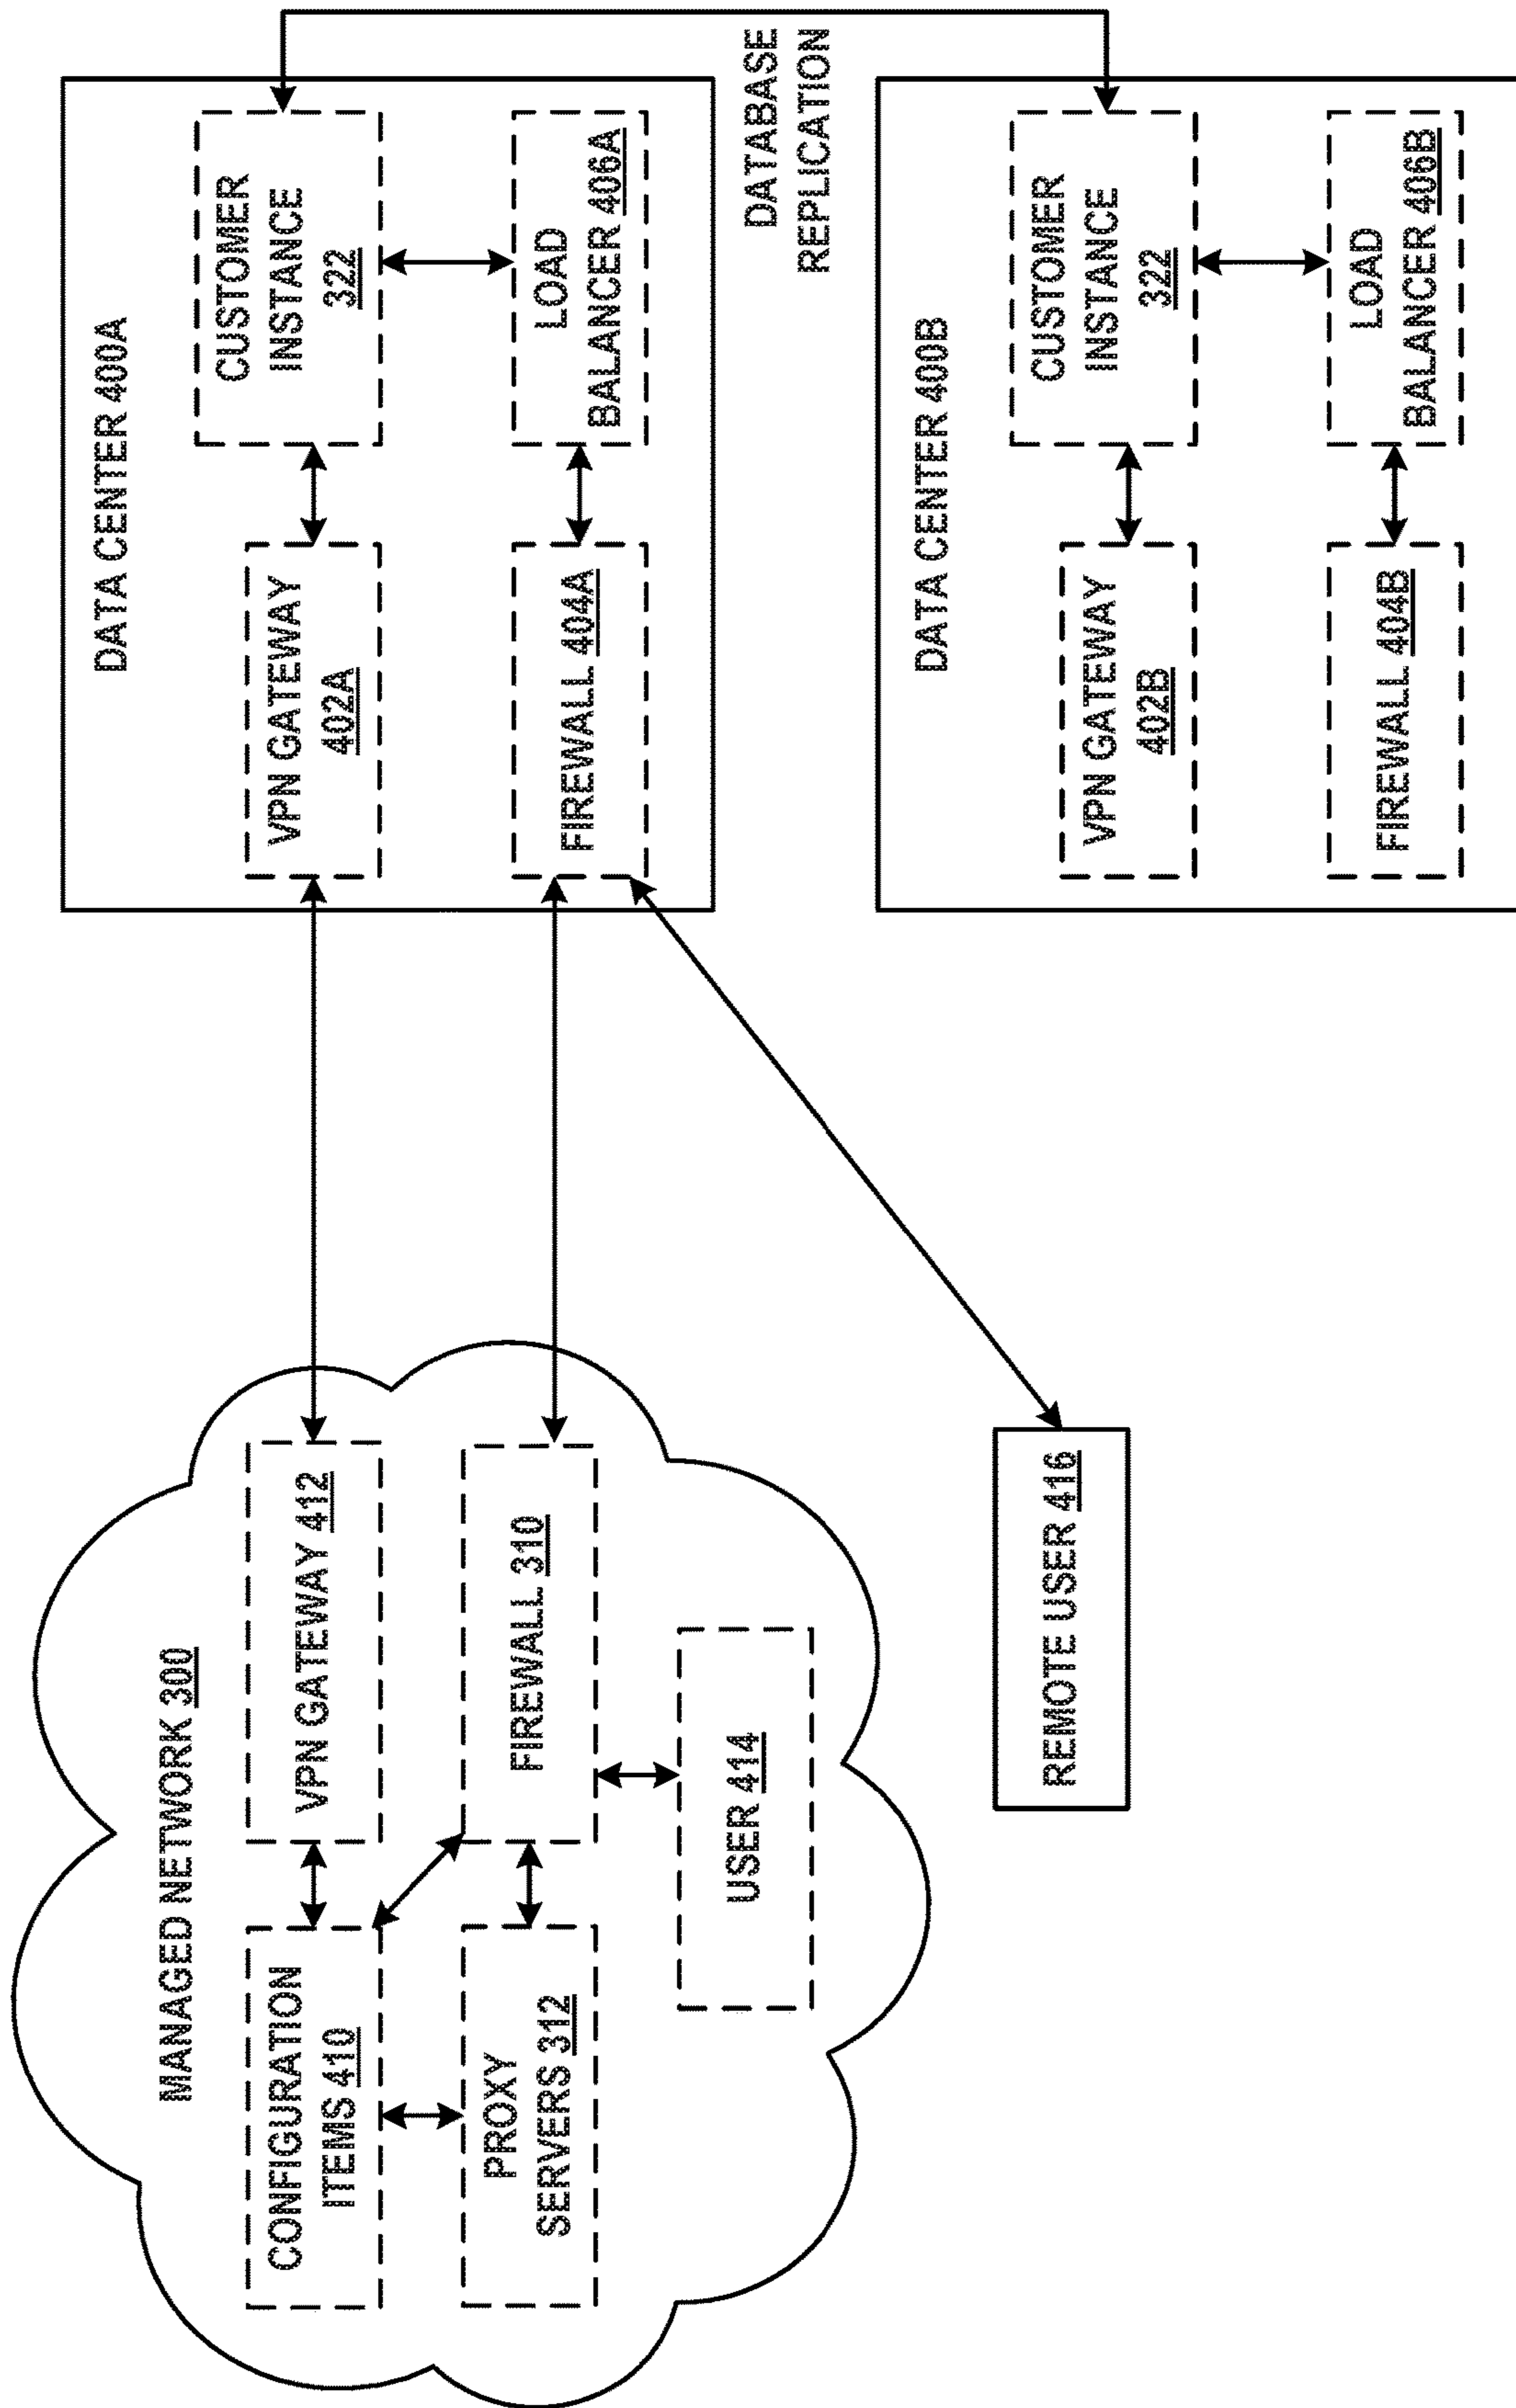 MANAGED NETWORK 300
CONFIGURATION
ITEMS 410
VPN GATEWAY 412
PROXY
SERVERS 312
FIREWALL 310
USER 414
REMOTE USER 416
DATA CENTER 400A
VPN GATEWAY
402A
CUSTOMER
INSTANCE
322
FIREWALL 404A
LOAD
BALANCER 406A
DATABASE
REPLICATION
DATA CENTER 400B
VPN GATEWAY
402B
CUSTOMER
INSTANCE
322
FIREWALL 404B
LOAD
BALANCER 406B